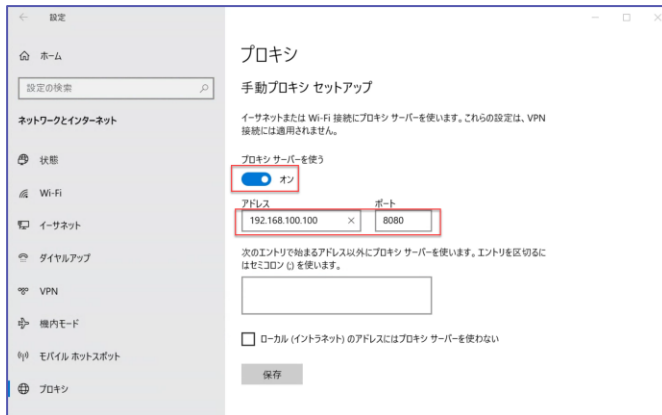 設定
ホーム
設定の検索
ネットワークとインターネット
状態
Wi-Fi
イーサネット
ダイヤルアップ
VPN
機内モード
モバイル ホットスポット
プロキシ
プロキシ
手動プロキシ セットアップ
イーサネットまたは Wi-Fi 接続にプロキシ サーバーを使います。これらの設定は、VPN
接続には適用されません。
プロキシ サーバーを使う
オン
アドレス ポート
192.168.100.100 8080
次のエントリで始まるアドレス以外にプロキシ サーバーを使います。エントリを区切るに
はセミコロン (;) を使います。
ローカル (イントラネット) のアドレスにはプロキシ サーバーを使わない
保存